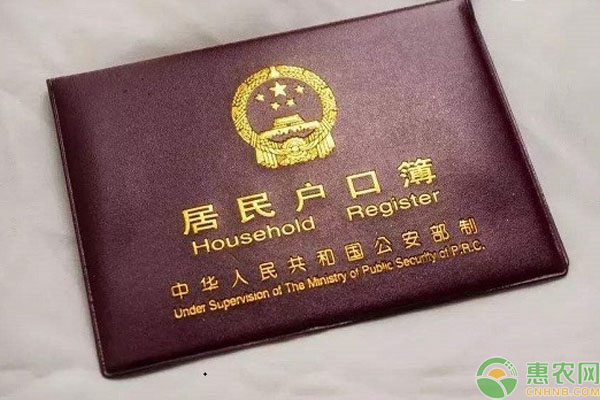 居民户口簿
Household Register
中华人民共和国公安部制
Under Supervision of The Ministry of Public Security of P.R.C.
惠农网
CNHNB.COM